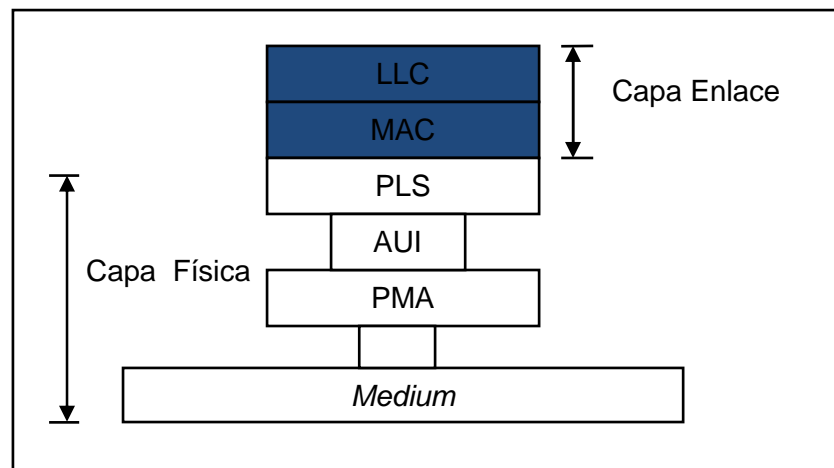 LLC
Capa Enlace
MAC
PLS
AUI
Capa Física
PMA
Medium